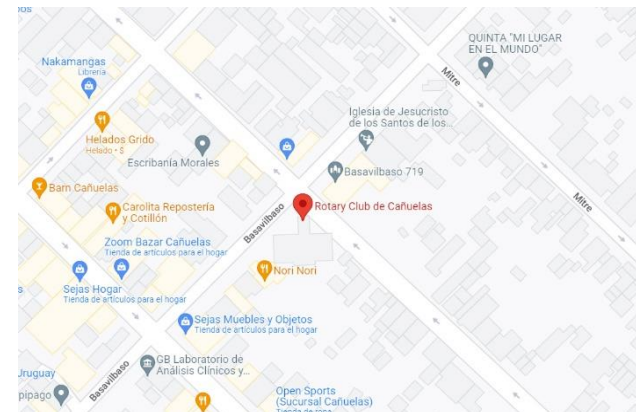 QUINTA "MI LUGAR
EN EL MUNDO"
Nakamangas
Librería
Mitre
Iglesia de Jesucristo
de los Santos de los...
Helados Grido
Helado • $
Escribanía Morales
Basavilbaso 719
Barn Cañuelas
Mitre
Carolita Repostería
y Cotillón
Rotary Club de Cañuelas
Basavilbaso
Zoom Bazar Cañuelas
Tienda de artículos para el hogar
Nori Nori
Sejas Hogar
Tienda de artículos para el hogar
Sejas Muebles y Objetos
Tienda de artículos para el hogar
GB Laboratorio de
Análisis Clínicos y...
Uruguay
Basavilbaso
pipago
Open Sports
(Sucursal Cañuelas)